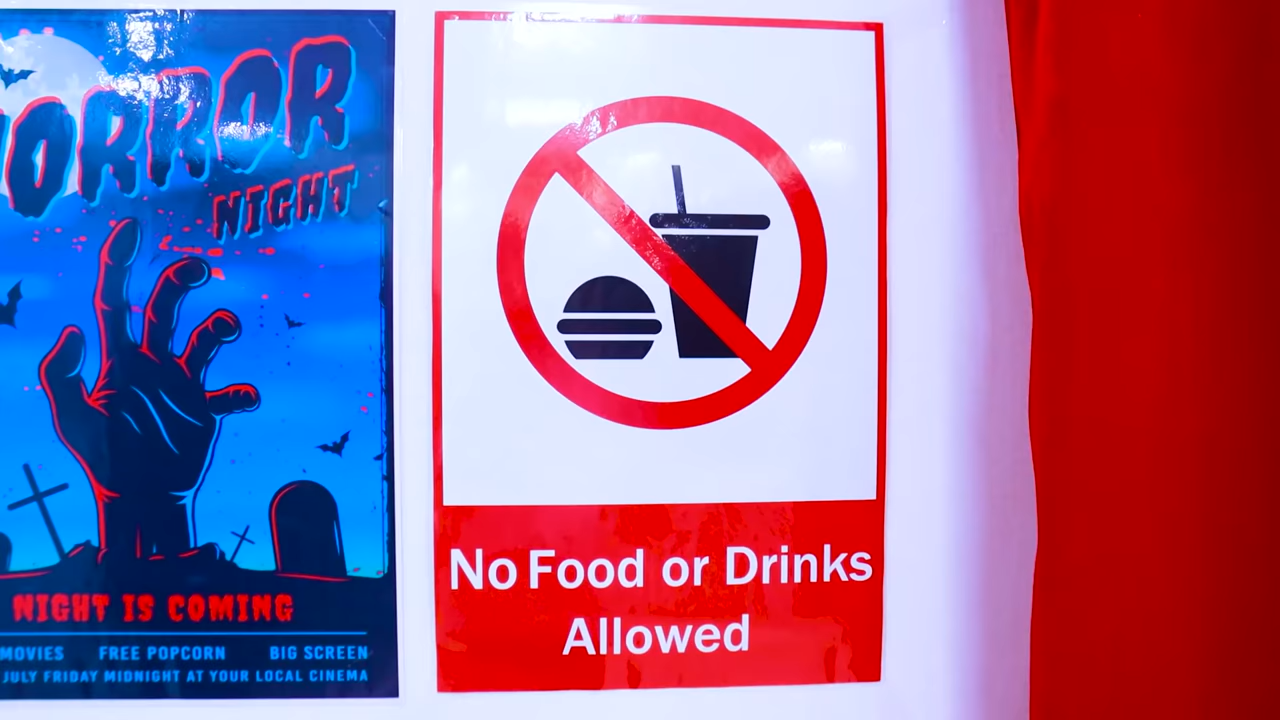 HORROR
NIGHT
NIGHT IS COMING
MOVIES FREE POPCORN BIG SCREEN
JULY FRIDAY MIDNIGHT AT YOUR LOCAL CINEMA
No Food or Drinks
Allowed